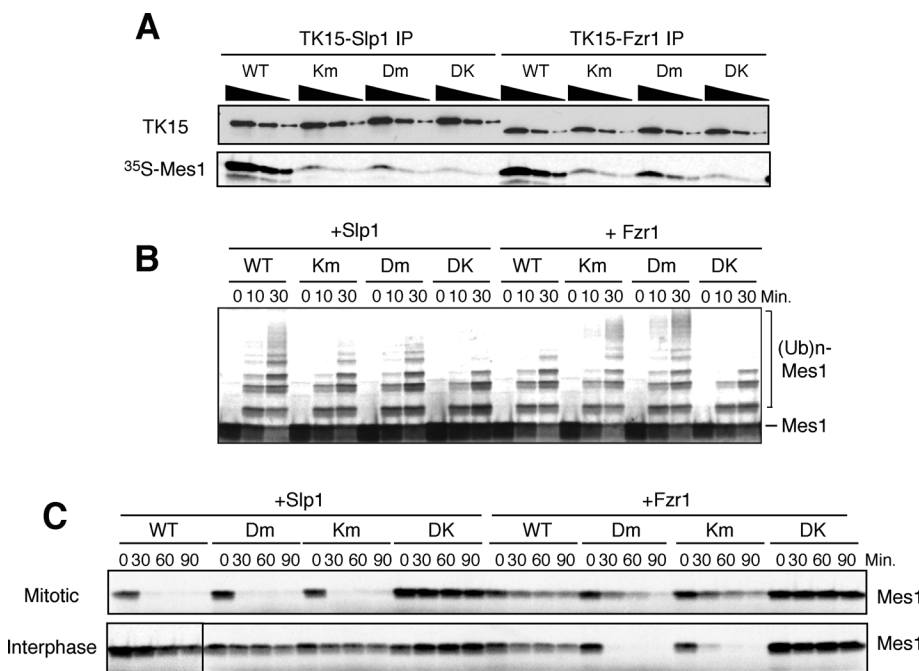 A
TK15-Slp1 IP TK15-Fzr1 IP
WT Km Dm DK WT Km Dm DK
TK15
³⁵S-Mes1
B
+Slp1 + Fzr1
WT Km Dm DK WT Km Dm DK
0 10 30 0 10 30 0 10 30 0 10 30 0 10 30 0 10 30 0 10 30 0 10 30 Min.
(Ub)n-
Mes1
Mes1
C
+Slp1 +Fzr1
WT Dm Km DK WT Dm Km DK
0 30 60 90 0 30 60 90 0 30 60 90 0 30 60 90 0 30 60 90 0 30 60 90 0 30 60 90 0 30 60 90 Min.
Mitotic Mes1
Interphase Mes1